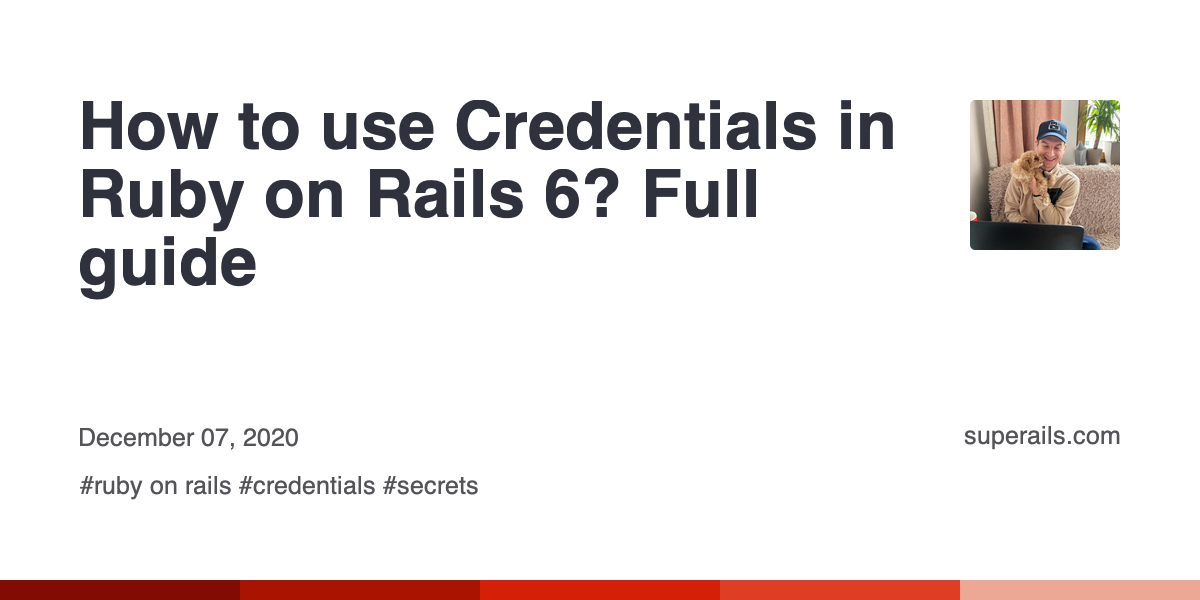 How to use Credentials in
Ruby on Rails 6? Full
guide
December 07, 2020
superails.com
#ruby on rails #credentials #secrets